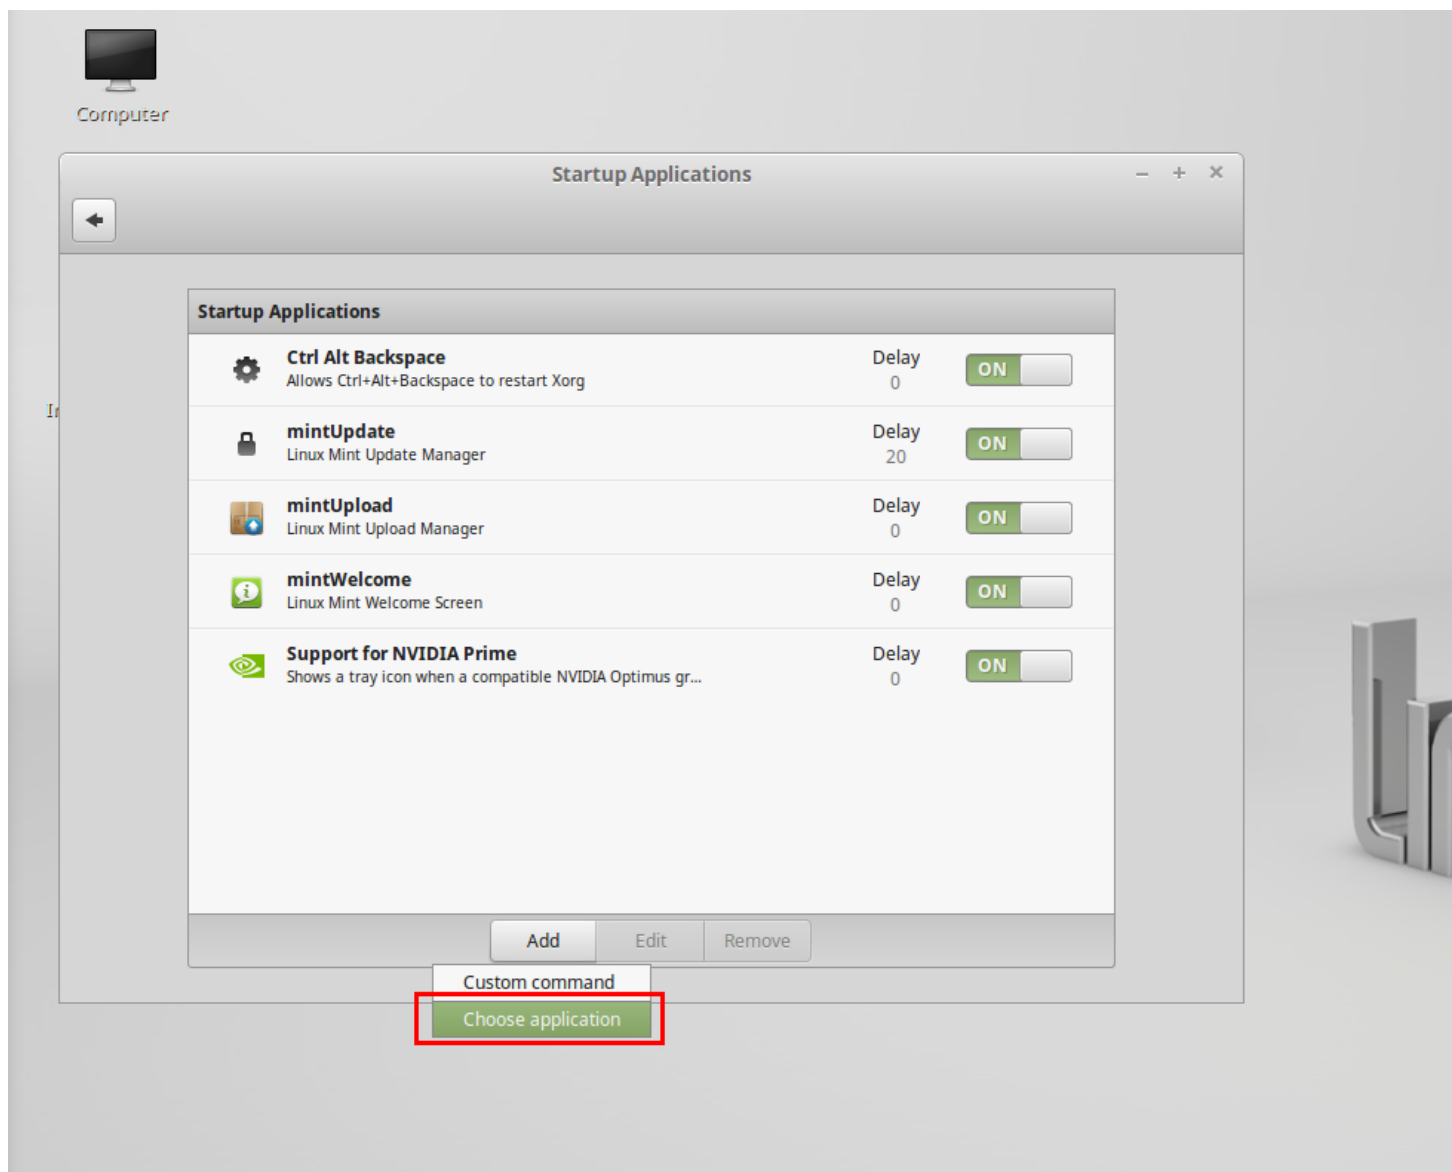 Computer
Startup Applications
Startup Applications
Ctrl Alt Backspace
Allows Ctrl+Alt+Backspace to restart Xorg
Delay
0
ON
mintUpdate
Linux Mint Update Manager
Delay
20
ON
mintUpload
Linux Mint Upload Manager
Delay
0
ON
mintWelcome
Linux Mint Welcome Screen
Delay
0
ON
Support for NVIDIA Prime
Shows a tray icon when a compatible NVIDIA Optimus gr...
Delay
0
ON
Add Edit Remove
Custom command
Choose application